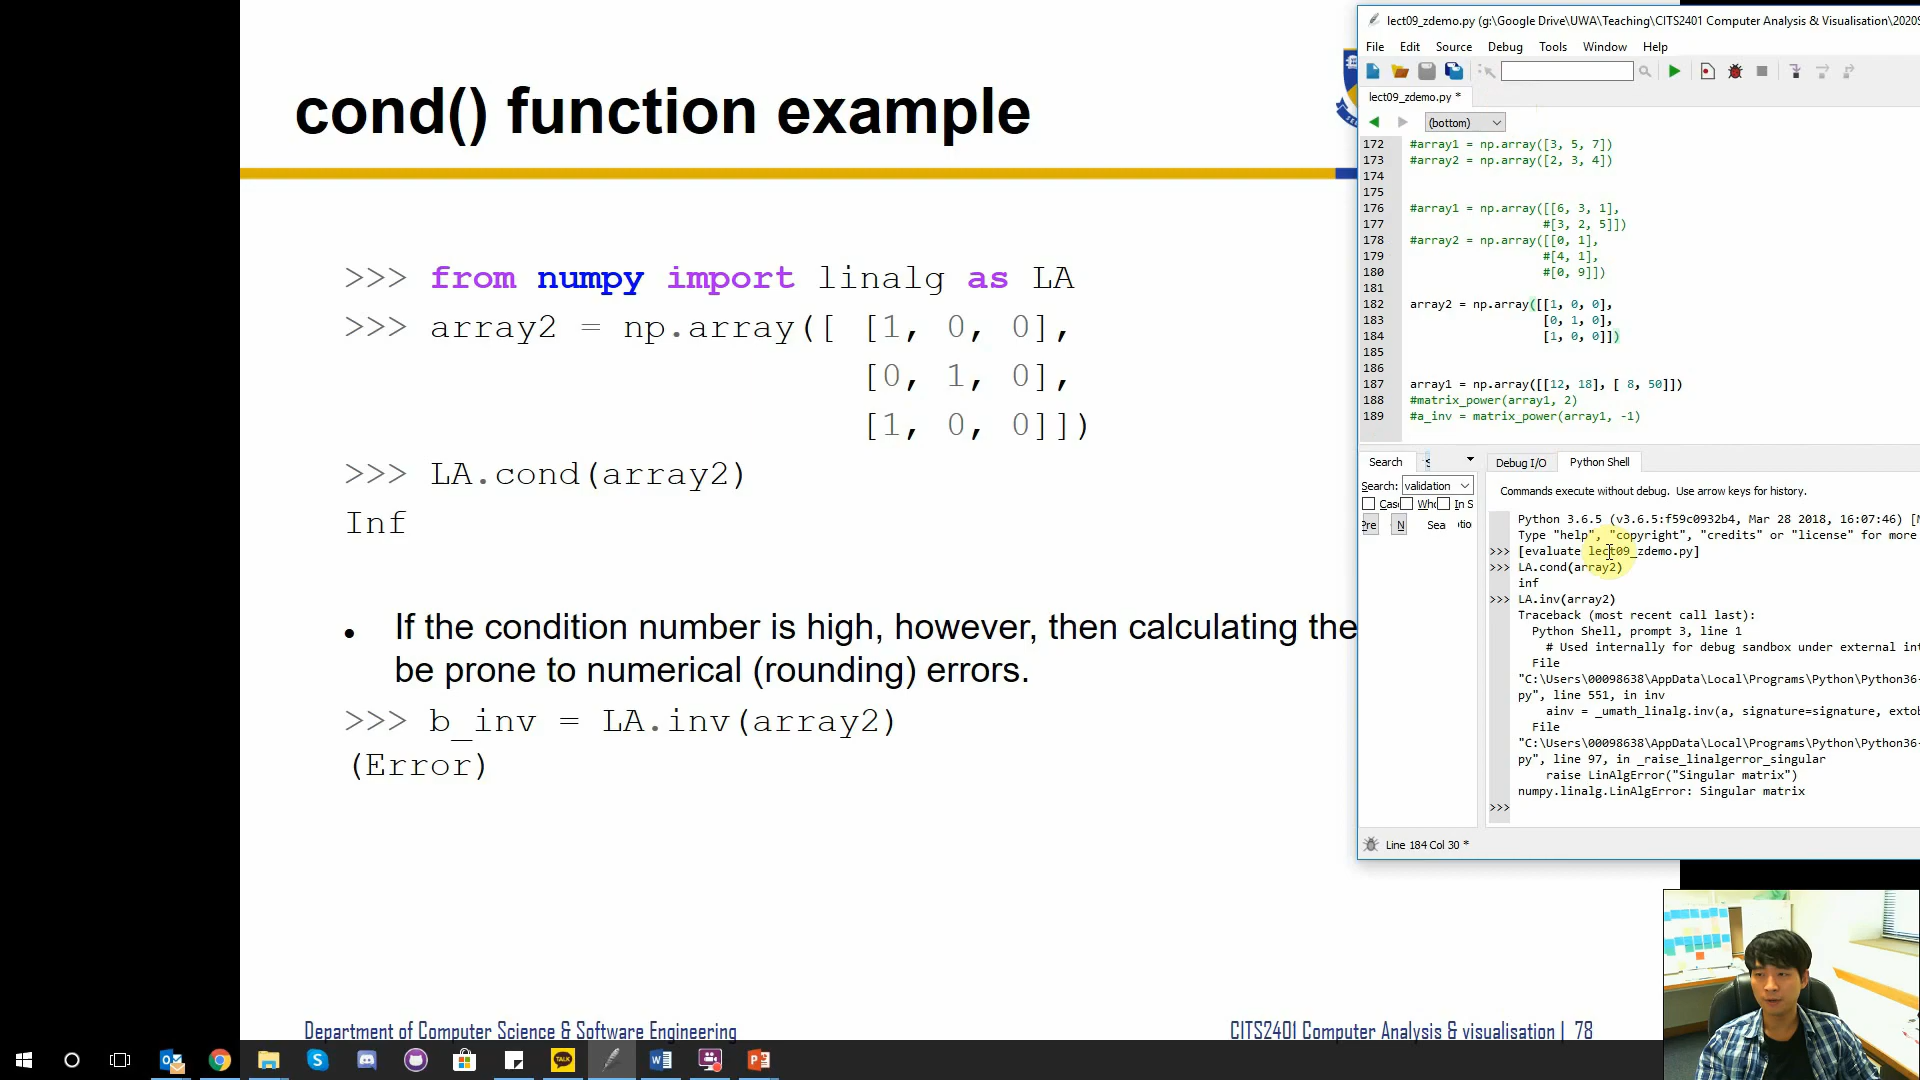 cond() function example
>>> from numpy import linalg as LA
>>> array2 = np.array([ [1, 0, 0],
[0, 1, 0],
[1, 0, 0]])
>>> LA.cond(array2)
Inf
• If the condition number is high, however, then calculating the
be prone to numerical (rounding) errors.
>>> b_inv = LA.inv(array2)
(Error)
Department of Computer Science & Software Engineering
CITS2401 Computer Analysis & visualisation | 78
lect09_zdemo.py (g:\Google Drive\UWA\Teaching\CITS2401 Computer Analysis & Visualisation\2020S
File Edit Source Debug Tools Window Help
lect09_zdemo.py *
(bottom)
172 #array1 = np.array([3, 5, 7])
173 #array2 = np.array([2, 3, 4])
174
175
176 #array1 = np.array([[6, 3, 1],
177 #[3, 2, 5]])
178 #array2 = np.array([[0, 1],
179 #[4, 1],
180 #[0, 9]])
181
182 array2 = np.array([[1, 0, 0],
183 [0, 1, 0],
184 [1, 0, 0]])
185
186
187 array1 = np.array([[12, 18], [ 8, 50]])
188 #matrix_power(array1, 2)
189 #a_inv = matrix_power(array1, -1)
Search
Search: validation
Cas Who In S
Pre N Sea tio
Debug I/O Python Shell
Commands execute without debug. Use arrow keys for history.
Python 3.6.5 (v3.6.5:f59c0932b4, Mar 28 2018, 16:07:46) [M
Type "help", "copyright", "credits" or "license" for more
>>> [evaluate lect09_zdemo.py]
>>> LA.cond(array2)
inf
>>> LA.inv(array2)
Traceback (most recent call last):
Python Shell, prompt 3, line 1
# Used internally for debug sandbox under external int
File
"C:\Users\00098638\AppData\Local\Programs\Python\Python36-
py", line 551, in inv
ainv = _umath_linalg.inv(a, signature=signature, extob
File
"C:\Users\00098638\AppData\Local\Programs\Python\Python36-
py", line 97, in _raise_linalgerror_singular
raise LinAlgError("Singular matrix")
numpy.linalg.LinAlgError: Singular matrix
>>>
Line 184 Col 30 *
TALK